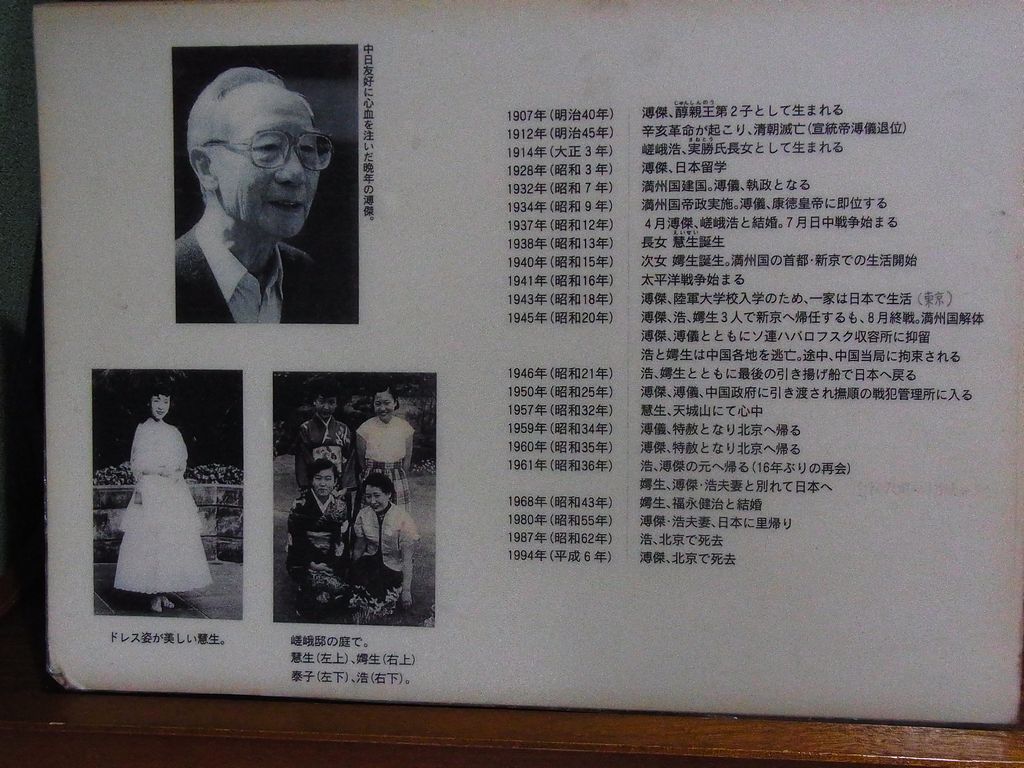 中日友好に心血を注いだ晩年の溥傑。
1907年(明治40年) 溥傑、醇親王第2子として生まれる
じゅんしんのう
1912年(明治45年) 辛亥革命が起こり、清朝滅亡(宣統帝溥儀退位)
1914年(大正3年) 嵯峨浩、実勝氏長女として生まれる
さねとう
1928年(昭和3年) 溥傑、日本留学
1932年(昭和7年) 満州国建国。溥儀、執政となる
1934年(昭和9年) 満州国帝政実施。溥儀、康徳皇帝に即位する
1937年(昭和12年) 4月溥傑、嵯峨浩と結婚。7月日中戦争始まる
1938年(昭和13年) 長女 慧生誕生
えいせい
1940年(昭和15年) 次女 嫮生誕生。満州国の首都・新京での生活開始
1941年(昭和16年) 太平洋戦争始まる
1943年(昭和18年) 溥傑、陸軍大学校入学のため、一家は日本で生活(東京)
1945年(昭和20年) 溥傑、浩、嫮生3人で新京へ帰任するも、8月終戦。満州国解体
溥傑、溥儀とともにソ連ハバロフスク収容所に抑留
浩と嫮生は中国各地を逃亡。途中、中国当局に拘束される
1946年(昭和21年) 浩、嫮生とともに最後の引き揚げ船で日本へ戻る
1950年(昭和25年) 溥傑、溥儀、中国政府に引き渡され撫順の戦犯管理所に入る
1957年(昭和32年) 慧生、天城山にて心中
1959年(昭和34年) 溥儀、特赦となり北京へ帰る
1960年(昭和35年) 溥傑、特赦となり北京へ帰る
1961年(昭和36年) 浩、溥傑の元へ帰る(16年ぶりの再会)
嫮生、溥傑・浩夫妻と別れて日本へ
1968年(昭和43年) 嫮生、福永健治と結婚
1980年(昭和55年) 溥傑・浩夫妻、日本に里帰り
1987年(昭和62年) 浩、北京で死去
1994年(平成6年) 溥傑、北京で死去
ドレス姿が美しい慧生。
嵯峨邸の庭で。
慧生(左上)、嫮生(右上)
泰子(左下)、浩(右下)。